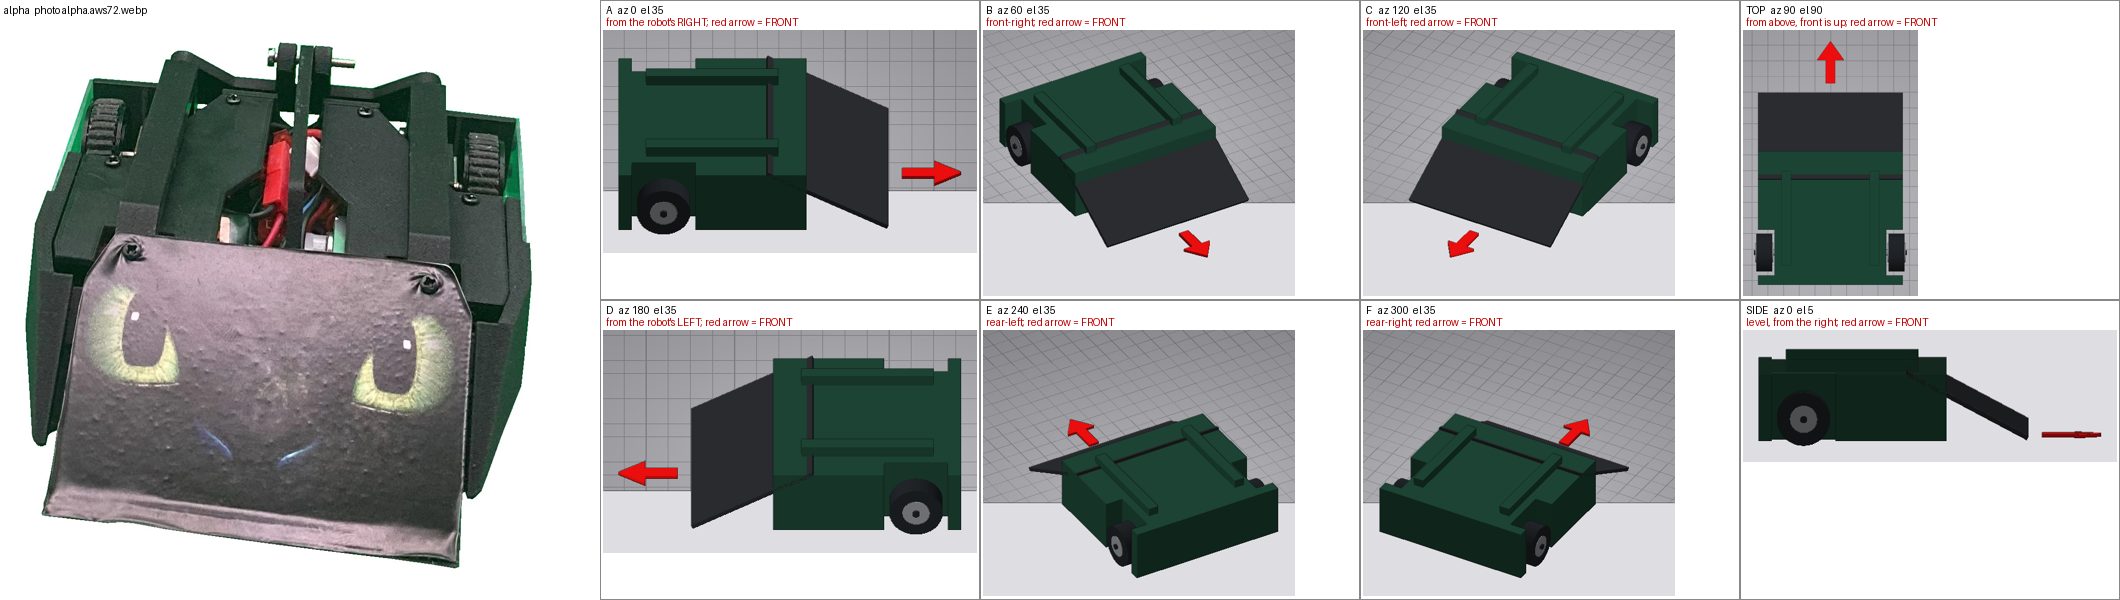 alpha photoalpha.aws72.webp
A az 0 el 35
from the robot's RIGHT; red arrow = FRONT
B az 60 el 35
front-right; red arrow = FRONT
C az 120 el 35
front-left; red arrow = FRONT
TOP az 90 el 90
from above, front is up; red arrow = FRONT
D az 180 el 35
from the robot's LEFT; red arrow = FRONT
E az 240 el 35
rear-left; red arrow = FRONT
F az 300 el 35
rear-right; red arrow = FRONT
SIDE az 0 el 5
level, from the right; red arrow = FRONT